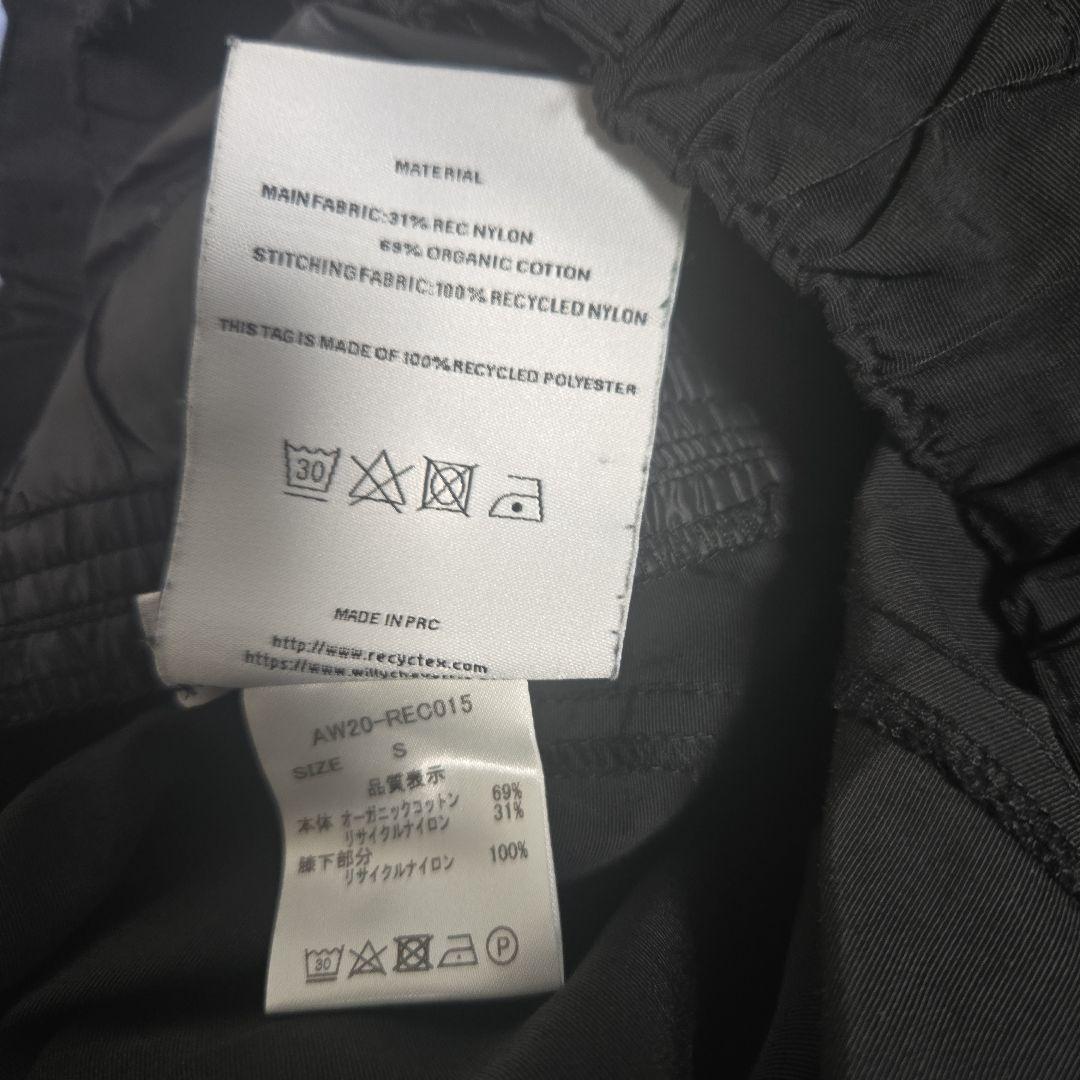 MATERIAL
MAIN FABRIC:31% REC NYLON
69% ORGANIC COTTON
STITCHING FABRIC:100% RECYCLED NYLON
THIS TAG IS MADE OF 100% RECYCLED POLYESTER
30
MADE IN PRC
http://www.recyctex.com
AW20-REC015
SIZE S
品質表示
本体 オーガニックコットン 69%
リサイクルナイロン 31%
膝下部分
リサイクルナイロン 100%
30 P